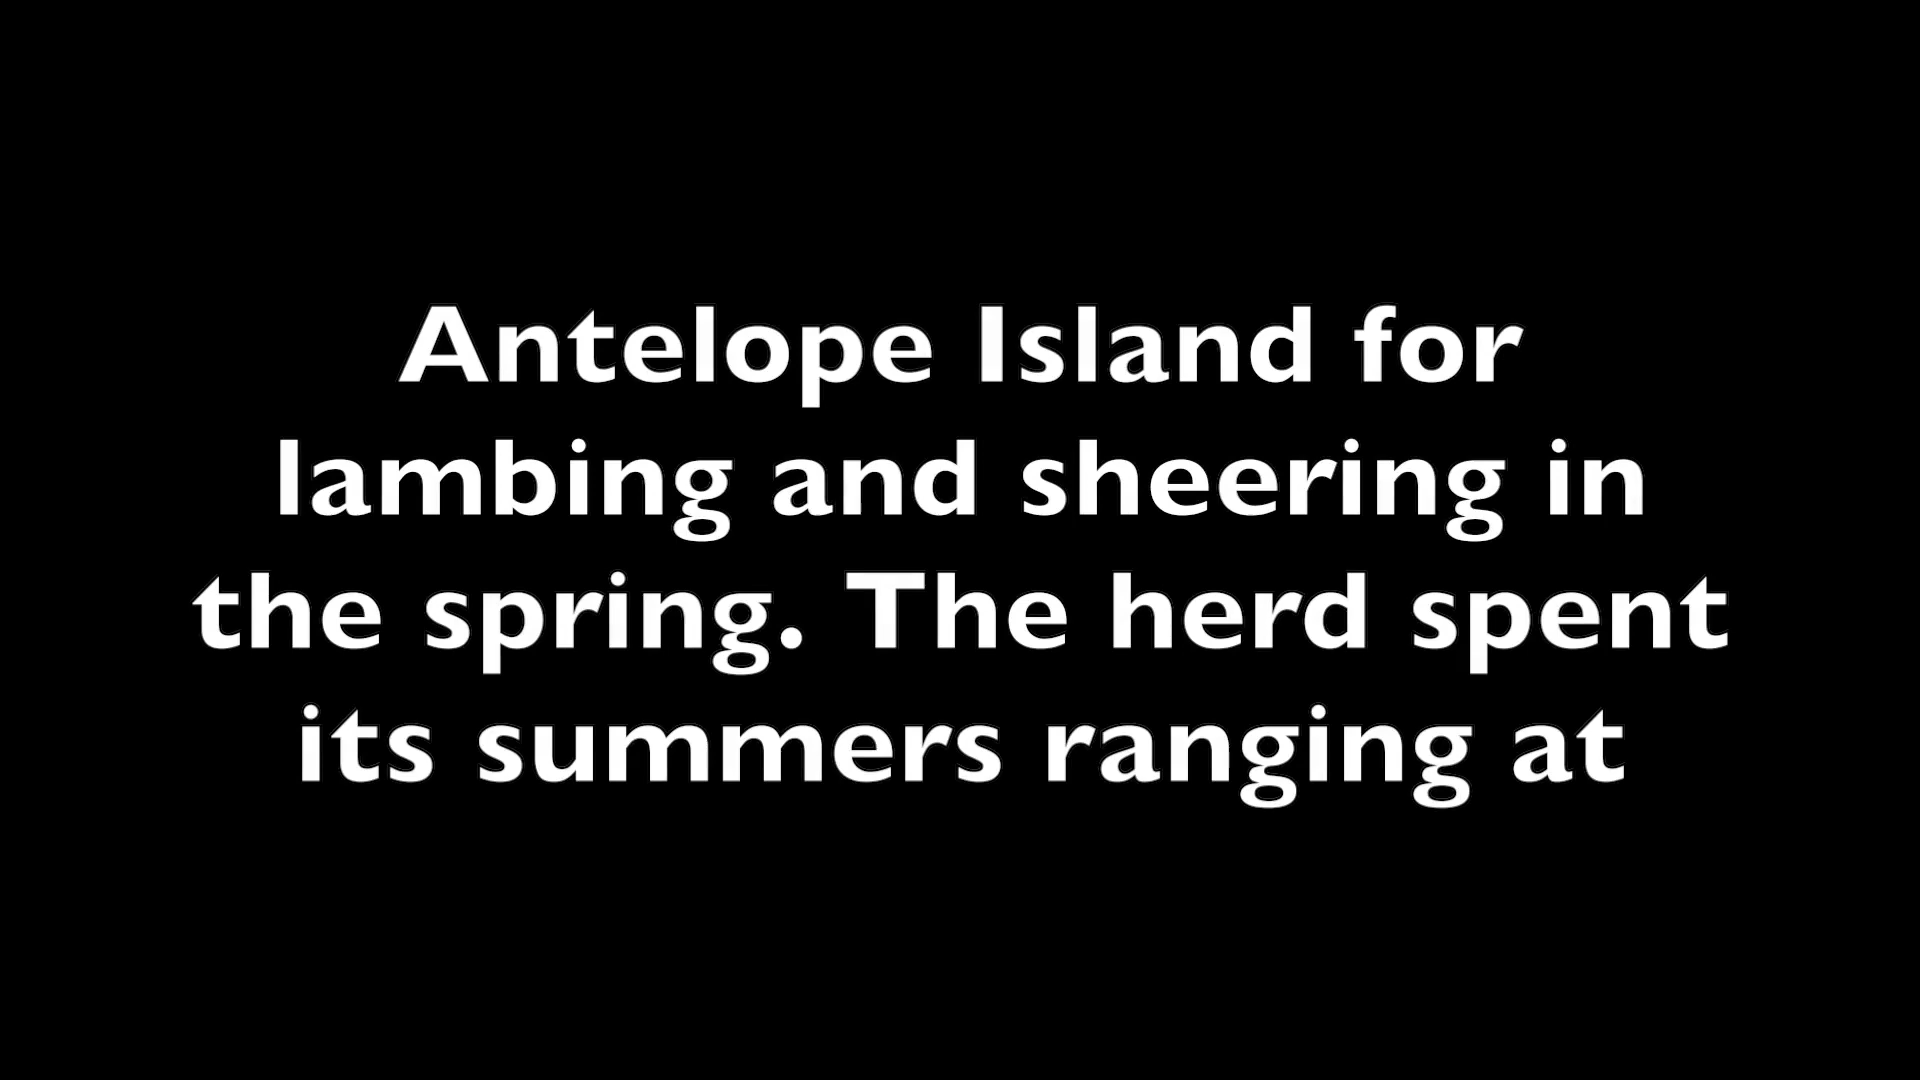 Antelope Island for
lambing and sheering in
the spring. The herd spent
its summers ranging at